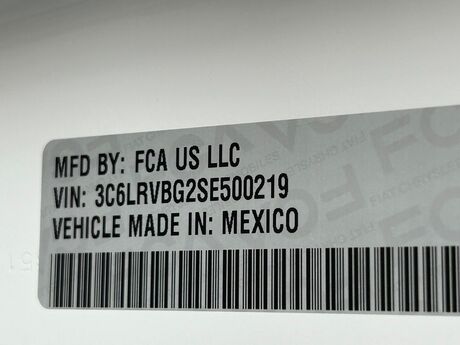 MFD BY: FCA US LLC
VIN: 3C6LRVBG2SE500219
VEHICLE MADE IN: MEXICO